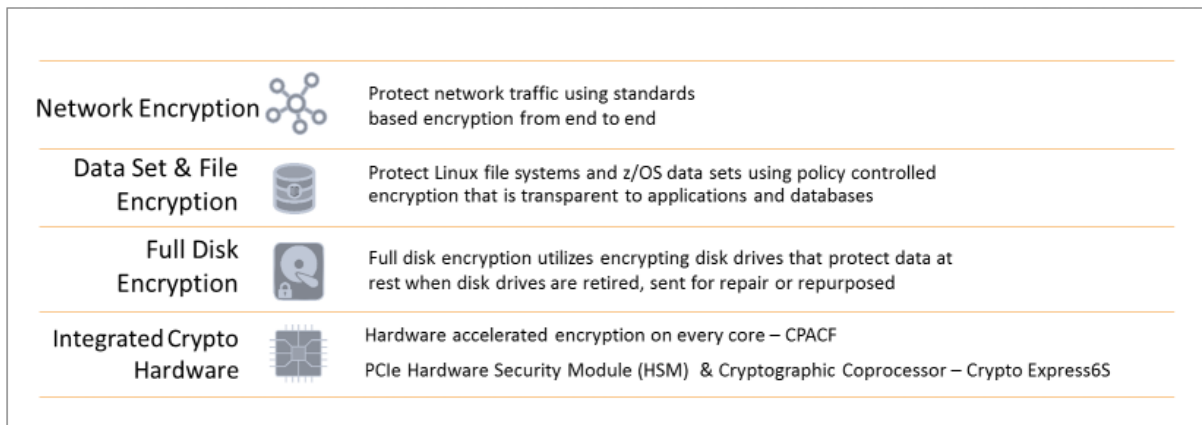 Network Encryption
Protect network traffic using standards
based encryption from end to end
Data Set & File
Encryption
Protect Linux file systems and z/OS data sets using policy controlled
encryption that is transparent to applications and databases
Full Disk
Encryption
Full disk encryption utilizes encrypting disk drives that protect data at
rest when disk drives are retired, sent for repair or repurposed
Integrated Crypto
Hardware
Hardware accelerated encryption on every core – CPACF
PCIe Hardware Security Module (HSM) & Cryptographic Coprocessor – Crypto Express6S